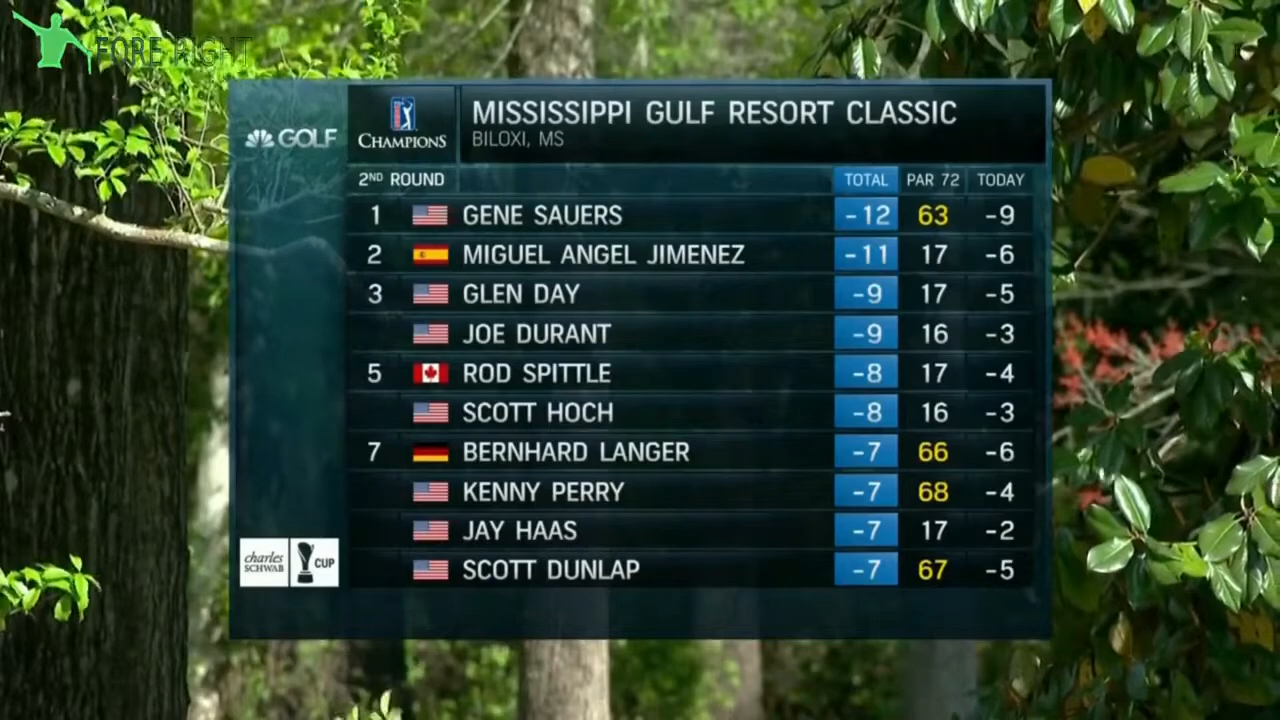 FORE RIGHT
GOLF
CHAMPIONS
MISSISSIPPI GULF RESORT CLASSIC
BILOXI, MS
2ND ROUND TOTAL PAR 72 TODAY
1 GENE SAUERS -12 63 -9
2 MIGUEL ANGEL JIMENEZ -11 17 -6
3 GLEN DAY -9 17 -5
JOE DURANT -9 16 -3
5 ROD SPITTLE -8 17 -4
SCOTT HOCH -8 16 -3
7 BERNHARD LANGER -7 66 -6
KENNY PERRY -7 68 -4
JAY HAAS -7 17 -2
SCOTT DUNLAP -7 67 -5
charles
SCHWAB
CUP